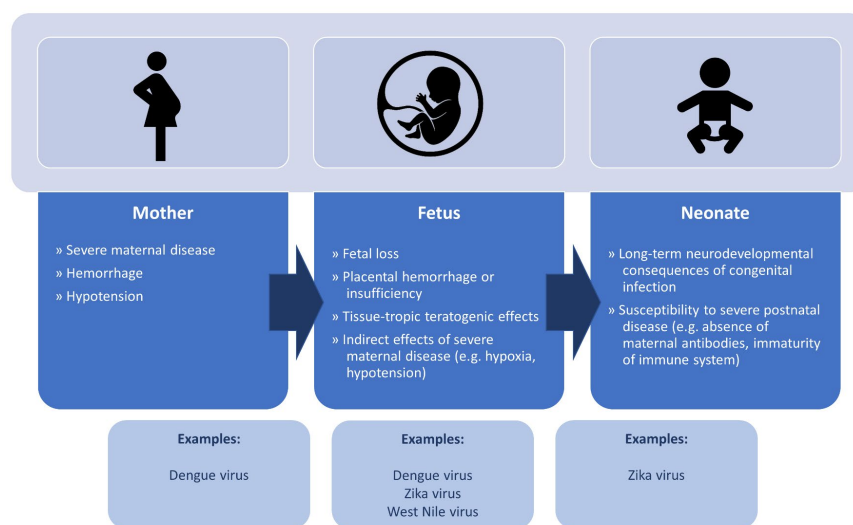 Mother
» Severe maternal disease
» Hemorrhage
» Hypotension
Fetus
» Fetal loss
» Placental hemorrhage or
insufficiency
» Tissue-tropic teratogenic effects
» Indirect effects of severe
maternal disease (e.g. hypoxia,
hypotension)
Neonate
» Long-term neurodevelopmental
consequences of congenital
infection
» Susceptibility to severe postnatal
disease (e.g. absence of
maternal antibodies, immaturity
of immune system)
Examples:
Dengue virus
Examples:
Dengue virus
Zika virus
West Nile virus
Examples:
Zika virus